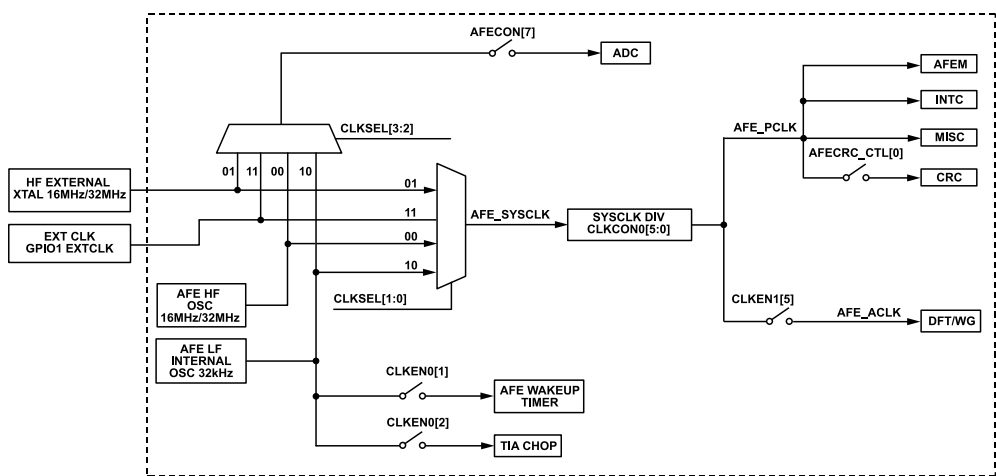 AFECON[7]
ADC
CLKSEL[3:2]
01 11 00 10
AFEM
INTC
AFE_PCLK
MISC
AFECRC_CTL[0]
CRC
HF EXTERNAL
XTAL 16MHz/32MHz
EXT CLK
GPIO1 EXTCLK
01
11
00
10
AFE_SYSCLK
SYSCLK DIV
CLKCON0[5:0]
AFE HF
OSC
16MHz/32MHz
CLKSEL[1:0]
CLKEN1[5]
AFE_ACLK
DFT/WG
AFE LF
INTERNAL
OSC 32kHz
CLKEN0[1]
AFE WAKEUP
TIMER
CLKEN0[2]
TIA CHOP